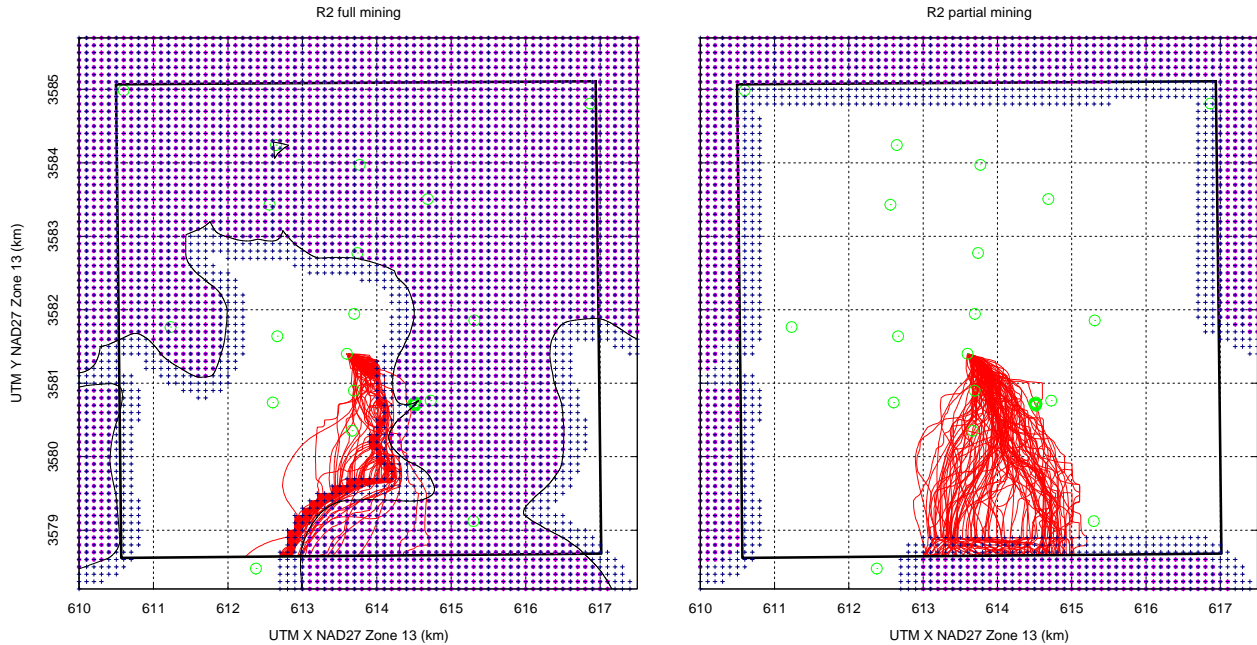 R2 full mining
R2 partial mining
UTM Y NAD27 Zone 13 (km)
3585
3584
3583
3582
3581
3580
3579
610 611 612 613 614 615 616 617
610 611 612 613 614 615 616 617
UTM X NAD27 Zone 13 (km)
UTM X NAD27 Zone 13 (km)